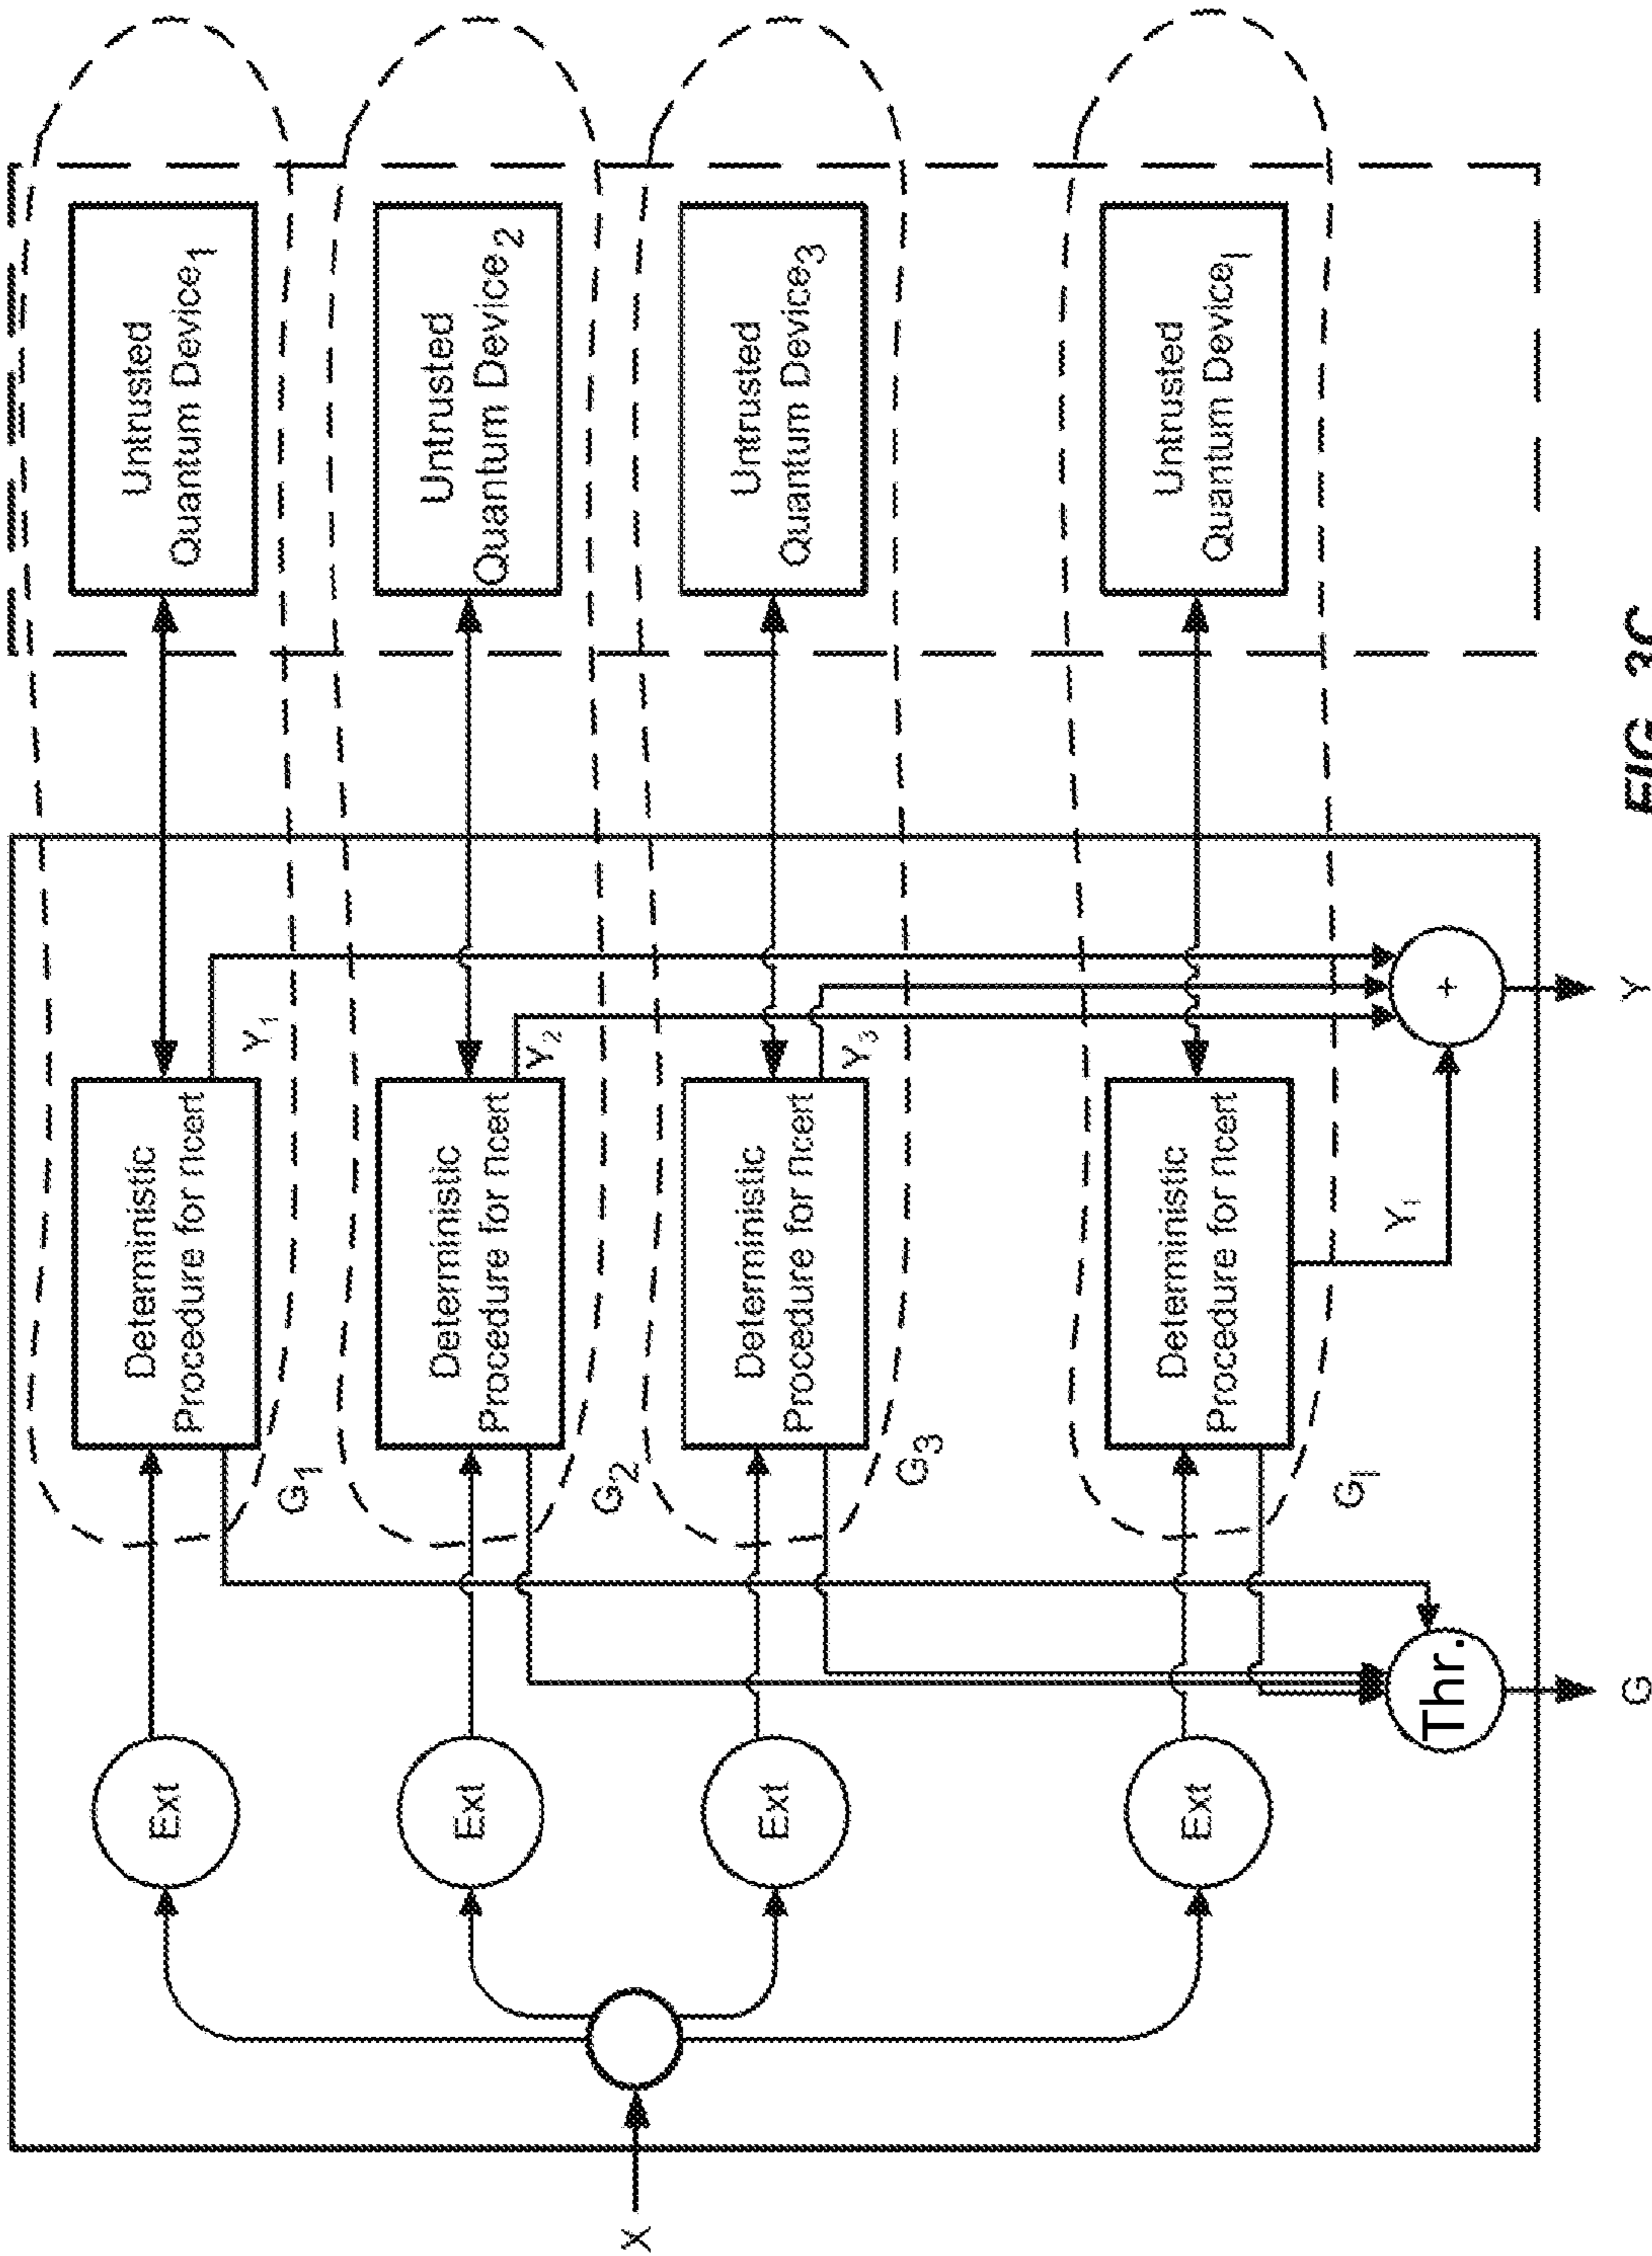 Ext
Deterministic
Procedure for ncert
Untrusted
Quantum Device₁
G₁
Y₁
Ext
Deterministic
Procedure for ncert
Untrusted
Quantum Device₂
G₂
Y₂
X
Ext
Deterministic
Procedure for ncert
Untrusted
Quantum Device₃
G₃
Y₃
Ext
Deterministic
Procedure for ncert
Untrusted
Quantum Deviceₗ
Gₗ
Yₗ
Thr.
+
G
Y
FIG. 3C